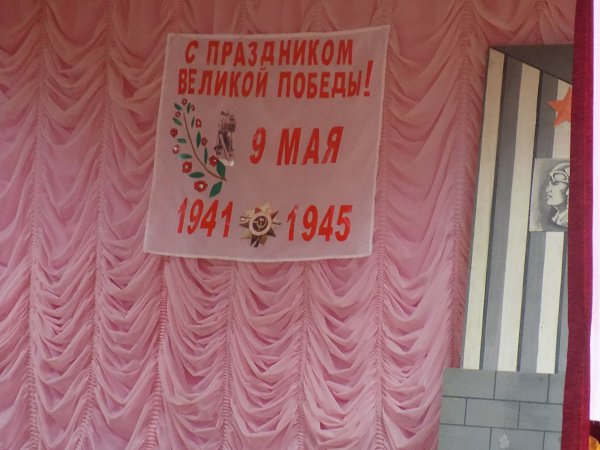 С ПРАЗДНИКОМ
ВЕЛИКОЙ ПОБЕДЫ!
9 МАЯ
1941 1945